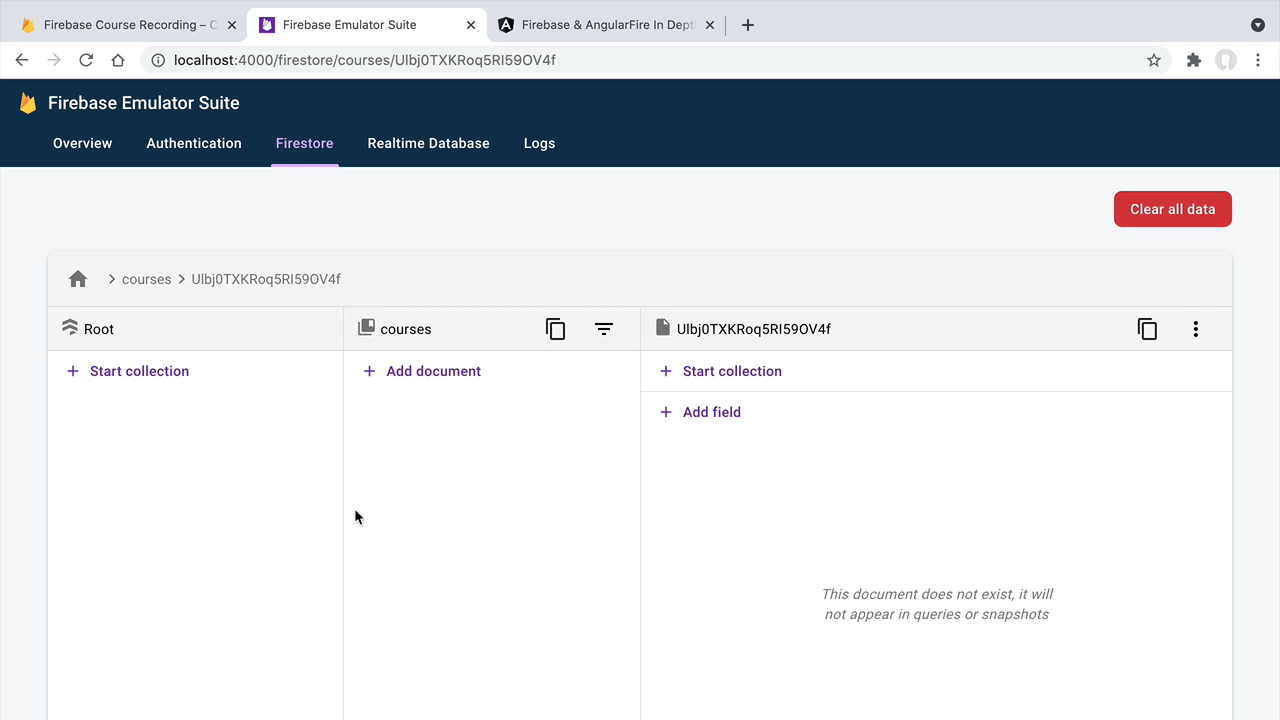 Firebase Course Recording – C
Firebase Emulator Suite
Firebase & AngularFire In Dept
localhost:4000/firestore/courses/Ulbj0TXKRoq5RI59OV4f
Firebase Emulator Suite
Overview
Authentication
Firestore
Realtime Database
Logs
Clear all data
courses
Ulbj0TXKRoq5RI59OV4f
Root
courses
Ulbj0TXKRoq5RI59OV4f
Start collection
Add document
Start collection
Add field
This document does not exist, it will
not appear in queries or snapshots